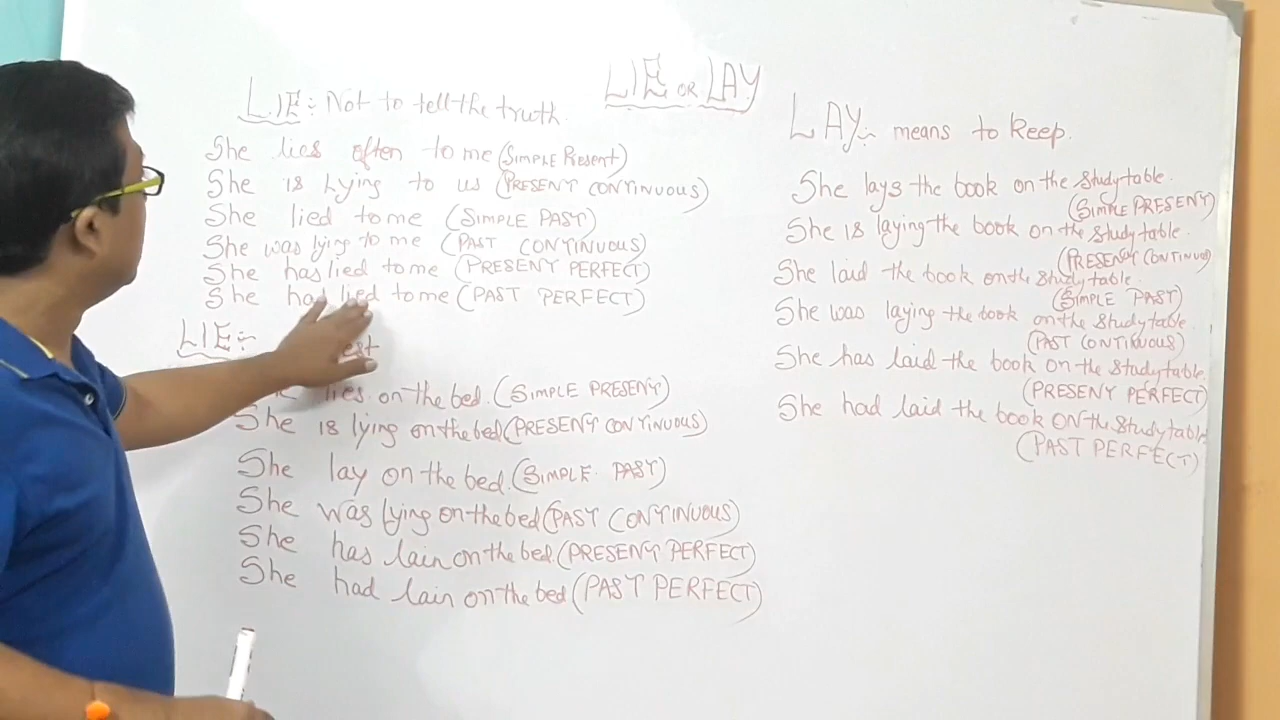 LIE OR LAY
LIE:- Not to tell the truth.
She lies often to me (SIMPLE PRESENT)
She is Lying to us (PRESENT CONTINUOUS)
She lied to me (SIMPLE PAST)
She was lying to me (PAST CONTINUOUS)
She has lied to me (PRESENT PERFECT)
She had lied to me (PAST PERFECT)
LIE:-
lies on the bed. (SIMPLE PRESENT)
She is lying on the bed (PRESENT CONTINUOUS)
She lay on the bed. (SIMPLE PAST)
She was lying on the bed (PAST CONTINUOUS)
She has lain on the bed. (PRESENT PERFECT)
She had lain on the bed (PAST PERFECT)
LAY:- means to keep.
She lays the book on the study table.
(SIMPLE PRESENT)
She is laying the book on the study table.
(PRESENT CONTINUOUS)
She laid the book on the study table.
(SIMPLE PAST)
She was laying the book on the study table.
(PAST CONTINUOUS)
She has laid the book on the study table.
(PRESENT PERFECT)
She had laid the book ON the study table
(PAST PERFECT)